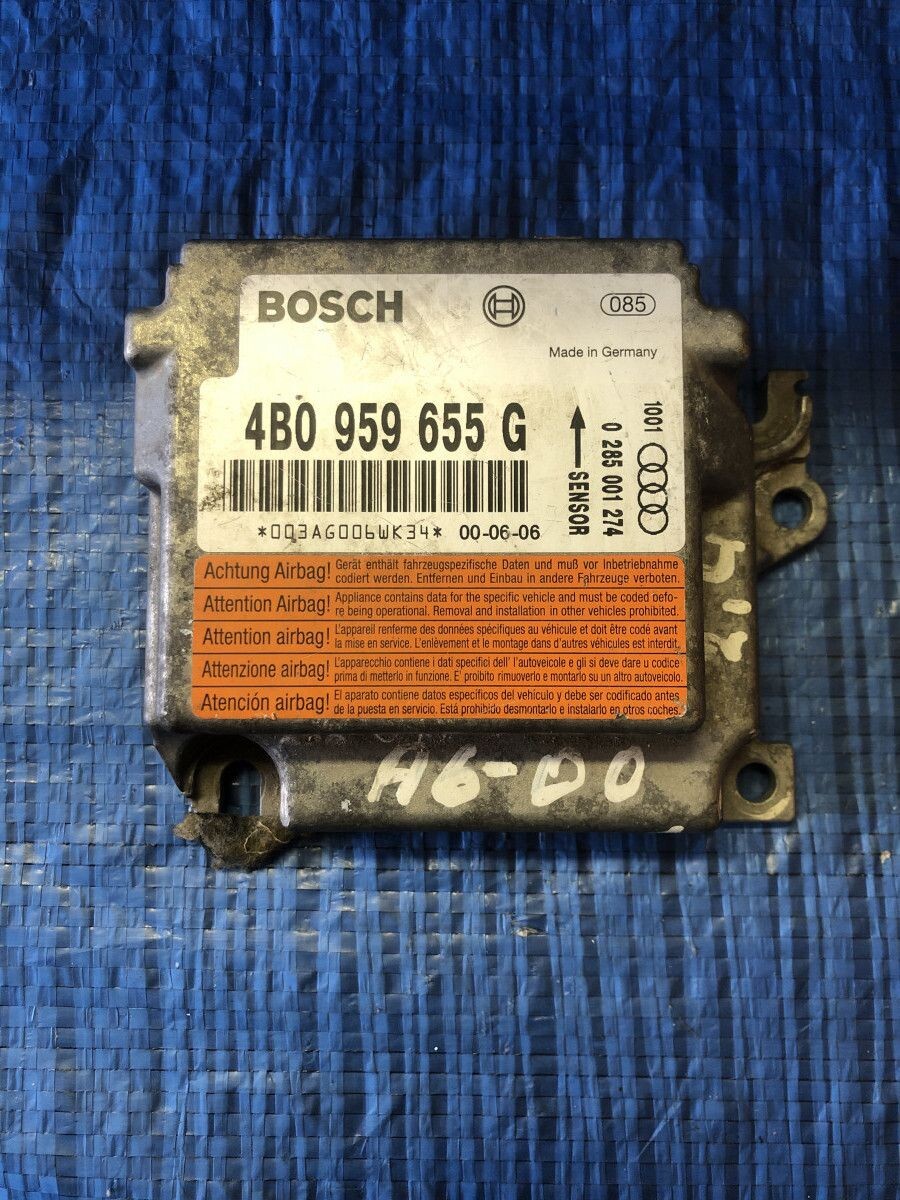 BOSCH
085
Made in Germany
4B0 959 655 G
SENSOR
0 285 001 274
1001
*003AG006WK34* 00-06-06
Achtung Airbag! Gerät enthält fahrzeugspezifische Daten und muß vor Inbetriebnahme
codiert werden. Entfernen und Einbau in andere Fahrzeuge verboten.
Attention Airbag! Appliance contains data for the specific vehicle and must be coded befo-
re being operational. Removal and installation in other vehicles prohibited.
Attention airbag! L'appareil renferme des données spécifiques au véhicule et doit être codé avant
la mise en service. L'enlèvement et le montage dans d'autres véhicules est interdit.
Attenzione airbag! L'apparecchio contiene i dati specifici dell' l'autoveicolo e gli si deve dare u codice
prima di metterlo in funzione. E' proibito rimuoverlo e montarlo su un altro autoveicolo.
Atención airbag! El aparato contiene datos específicos del vehículo y debe ser codificado antes
de la puesta en servicio. Está prohibido desmontarlo e instalarlo en otros coches.
A6-00